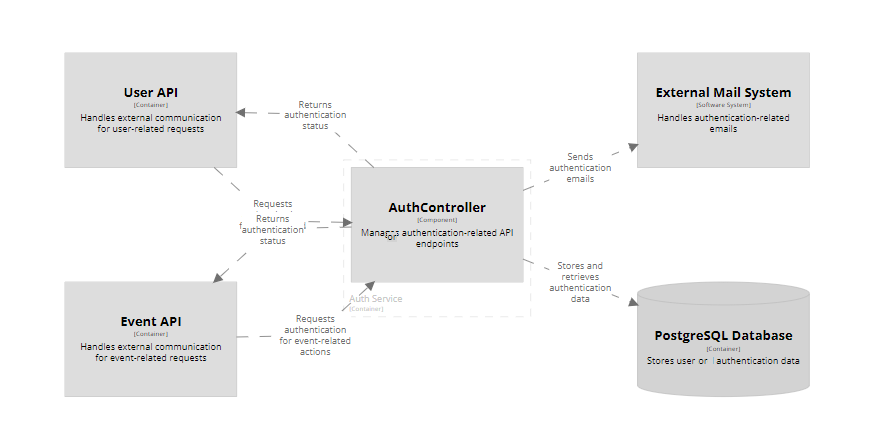 User API
[Container]
Handles external communication
for user-related requests
Returns
authentication
status
External Mail System
[Software System]
Handles authentication-related
emails
Sends
authentication
emails
Requests
Returns
authentication
status
AuthController
[Component]
Manages authentication-related API
endpoints
Auth Service
[Container]
Stores and
retrieves
authentication
data
Event API
[Container]
Handles external communication
for event-related requests
Requests
authentication
for event-related
actions
PostgreSQL Database
[Container]
Stores user or authentication data